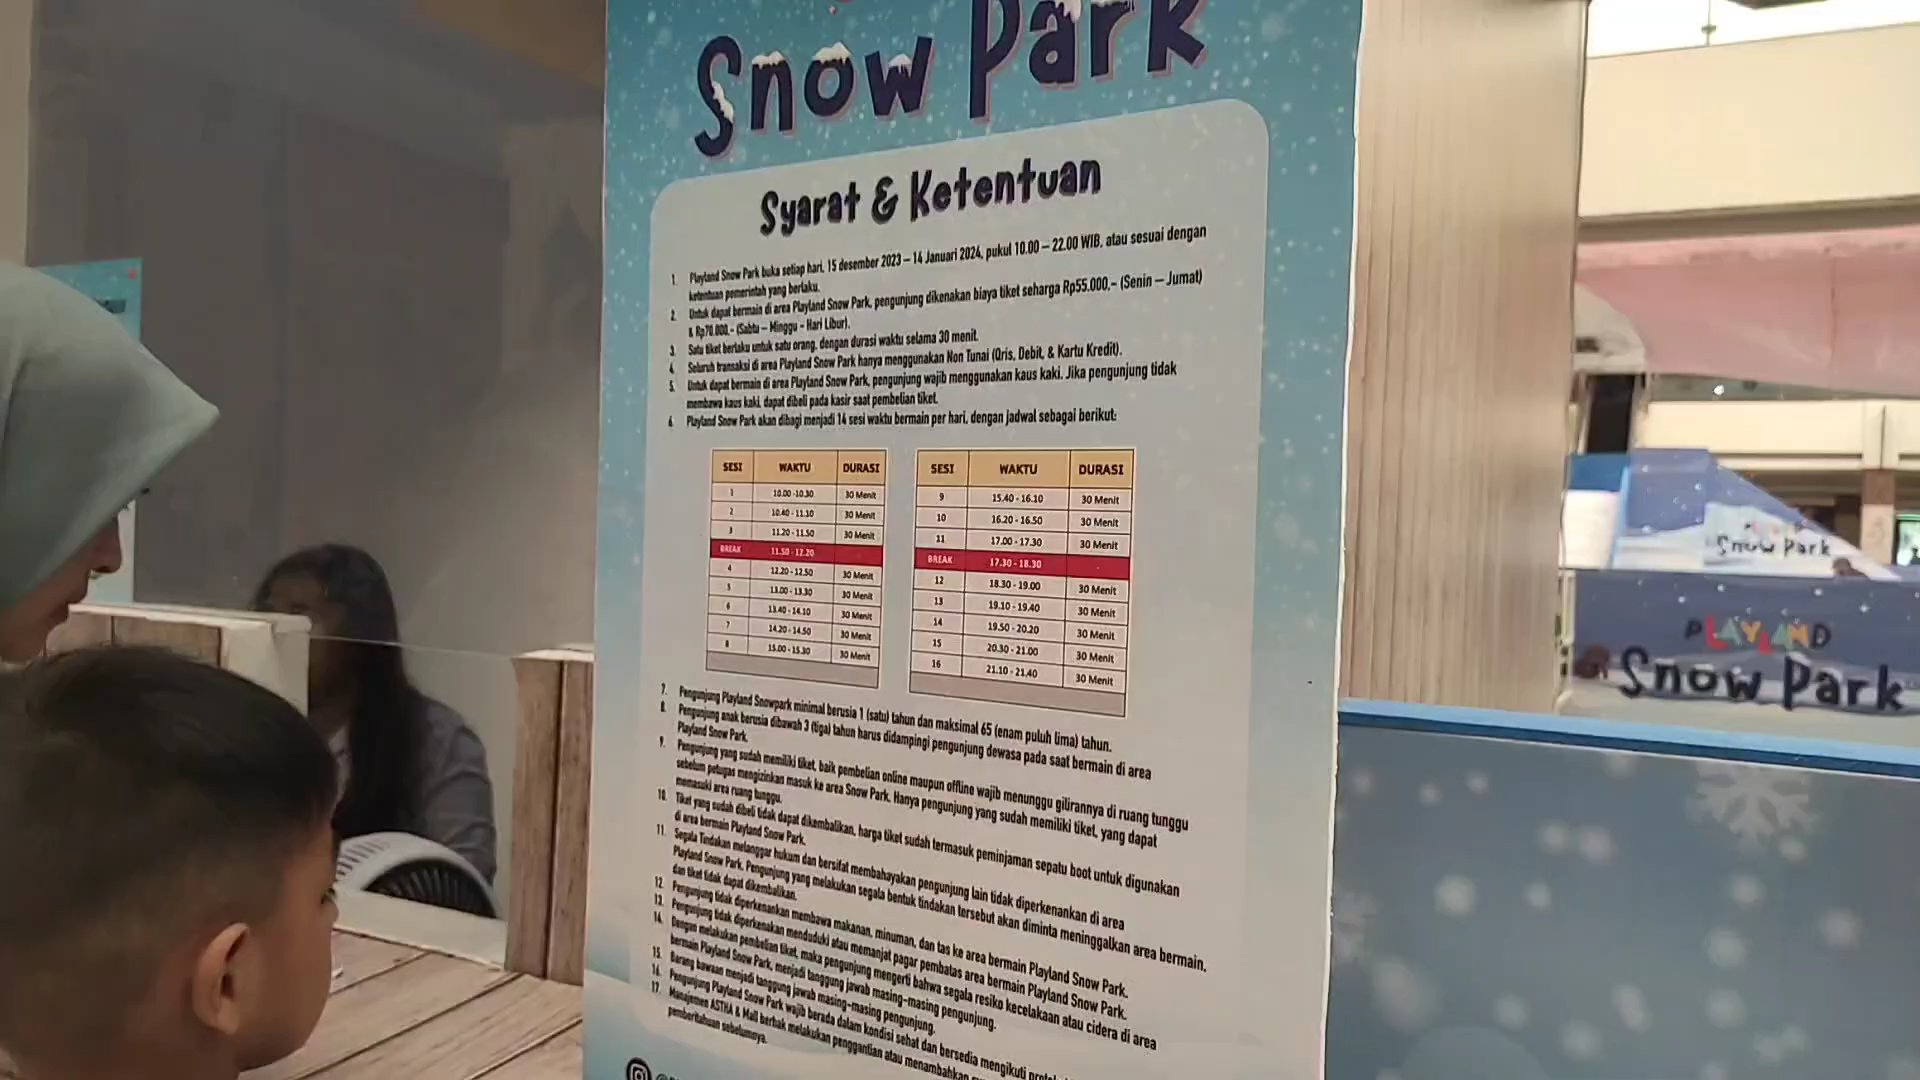 Snow Park
Syarat & Ketentuan
1. Playland Snow Park buka setiap hari, 15 desember 2023 – 14 Januari 2024, pukul 10.00 – 22.00 WIB, atau sesuai dengan
ketentuan pemerintah yang berlaku.
2. Untuk dapat bermain di area Playland Snow Park, pengunjung dikenakan biaya tiket seharga Rp55.000,- (Senin – Jumat)
& Rp70.000,- (Sabtu – Minggu - Hari Libur).
3. Satu tiket berlaku untuk satu orang, dengan durasi waktu selama 30 menit.
4. Seluruh transaksi di area Playland Snow Park hanya menggunakan Non Tunai (Qris, Debit, & Kartu Kredit).
5. Untuk dapat bermain di area Playland Snow Park, pengunjung wajib menggunakan kaus kaki. Jika pengunjung tidak
membawa kaus kaki, dapat dibeli pada kasir saat pembelian tiket.
6. Playland Snow Park akan dibagi menjadi 14 sesi waktu bermain per hari, dengan jadwal sebagai berikut:
SESI WAKTU DURASI
1 10.00 -10.30 30 Menit
2 10.40 - 11.10 30 Menit
3 11.20 - 11.50 30 Menit
BREAK 11.50 - 12.20
4 12.20 - 12.50 30 Menit
5 13.00 - 13.30 30 Menit
6 13.40 - 14.10 30 Menit
7 14.20 - 14.50 30 Menit
8 15.00 - 15.30 30 Menit
SESI WAKTU DURASI
9 15.40 - 16.10 30 Menit
10 16.20 - 16.50 30 Menit
11 17.00 - 17.30 30 Menit
BREAK 17.30 - 18.30 -
12 18.30 - 19.00 30 Menit
13 19.10 - 19.40 30 Menit
14 19.50 - 20.20 30 Menit
15 20.30 - 21.00 30 Menit
16 21.10 - 21.40 30 Menit
7. Pengunjung Playland Snowpark minimal berusia 1 (satu) tahun dan maksimal 65 (enam puluh lima) tahun.
8. Pengunjung anak berusia dibawah 3 (tiga) tahun harus didampingi pengunjung dewasa pada saat bermain di area
Playland Snow Park.
9. Pengunjung yang sudah memiliki tiket, baik pembelian online maupun offline wajib menunggu gilirannya di ruang tunggu
sebelum petugas mengizinkan masuk ke area Snow Park. Hanya pengunjung yang sudah memiliki tiket, yang dapat
memasuki area ruang tunggu.
10. Tiket yang sudah dibeli tidak dapat dikembalikan, harga tiket sudah termasuk peminjaman sepatu boot untuk digunakan
di area bermain Playland Snow Park.
11. Segala Tindakan melanggar hukum dan bersifat membahayakan pengunjung lain tidak diperkenankan di area
Playland Snow Park. Pengunjung yang melakukan segala bentuk tindakan tersebut akan diminta meninggalkan area bermain,
dan tiket tidak dapat dikembalikan.
12. Pengunjung tidak diperkenankan membawa makanan, minuman, dan tas ke area bermain Playland Snow Park.
13. Pengunjung tidak diperkenakan menduduki atau memanjat pagar pembatas area bermain Playland Snow Park.
14. Dengan melakukan pembelian tiket, maka pengunjung mengerti bahwa segala resiko kecelakaan atau cidera di area
bermain Playland Snow Park, menjadi tanggung jawab masing-masing pengunjung.
15. Barang bawaan menjadi tanggung jawab masing-masing pengunjung.
16. Pengunjung Playland Snow Park wajib berada dalam kondisi sehat dan bersedia mengikuti
17. Manajemen ASTHA & Mall berhak melakukan penggantian atau menambahkan
pemberitahuan sebelumnya.
Snow Park
PLAYLAND
Snow Park